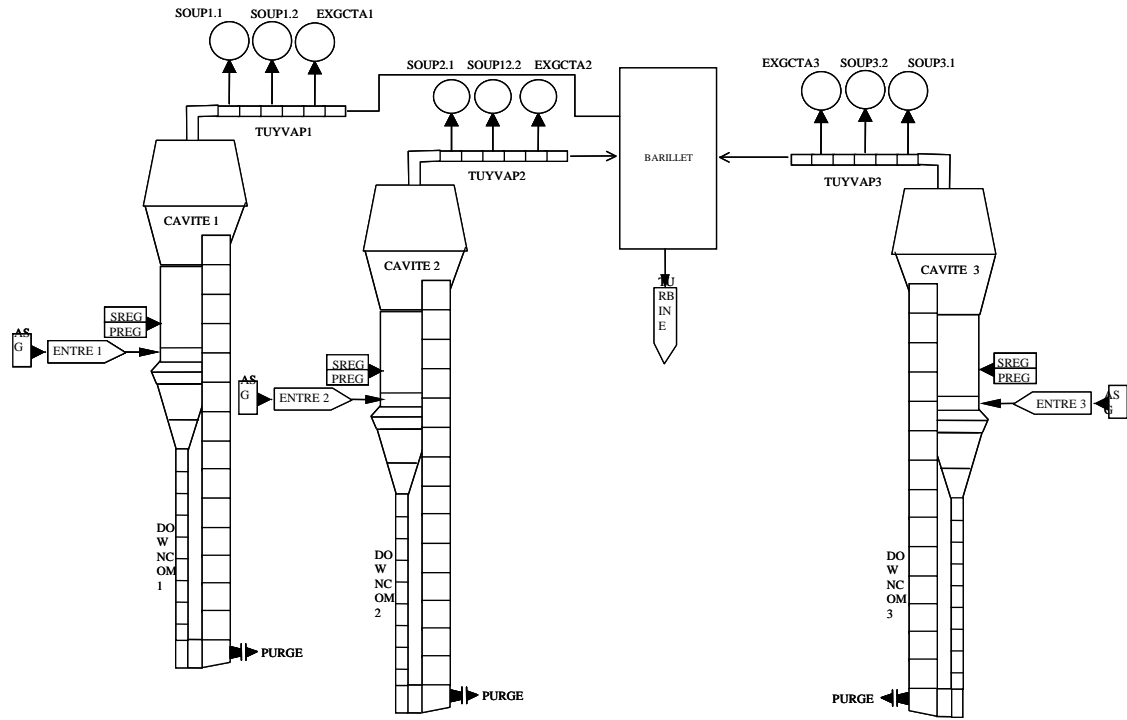 SOUP1.1 SOUP1.2 EXGCTA1
SOUP2.1 SOUP12.2 EXGCTA2
EXGCTA3 SOUP3.2 SOUP3.1
TUYVAP1
TUYVAP2
BARILLET
TUYVAP3
CAVITE 1
CAVITE 2
CAVITE 3
TU
RB
IN
E
SREG
PREG
AS
G
ENTRE 1
SREG
PREG
AS
G
ENTRE 2
SREG
PREG
ENTRE 3
AS
G
DO
W
NC
OM
1
DO
W
NC
OM
2
DO
W
NC
OM
3
PURGE
PURGE
PURGE